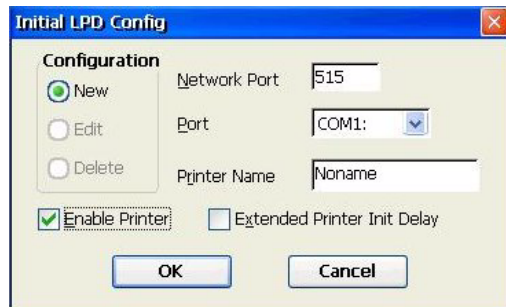 Initial LPD Config
Configuration
New
Edit
Delete
Network Port
515
Port
COM1:
Printer Name
Noname
Enable Printer
Extended Printer Init Delay
OK
Cancel